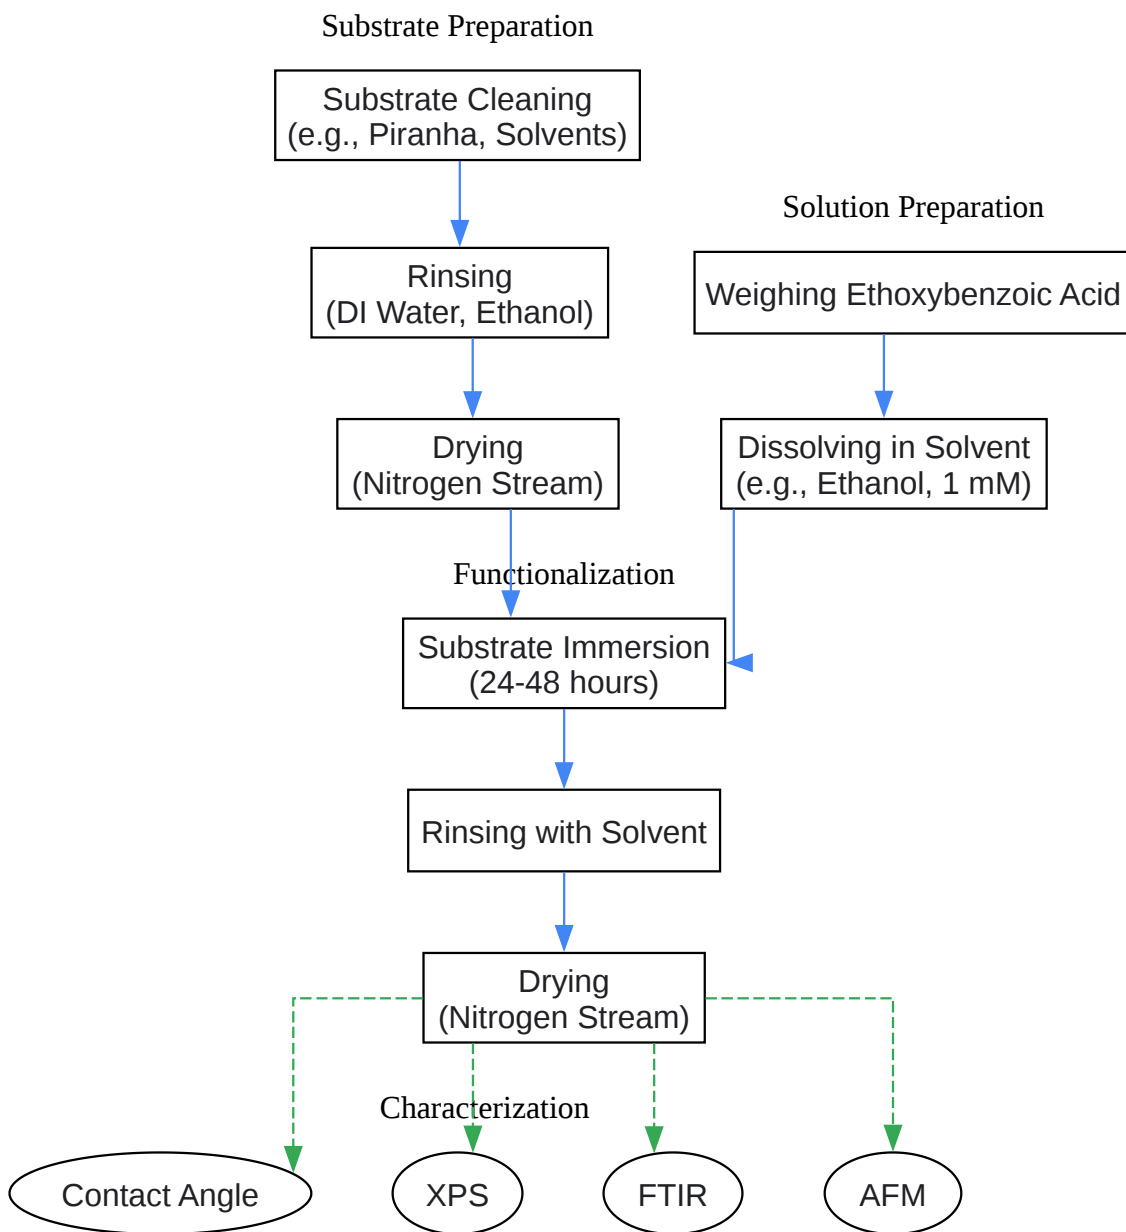 Substrate Preparation
Substrate Cleaning
(e.g., Piranha, Solvents)
Solution Preparation
Rinsing
(DI Water, Ethanol)
Weighing Ethoxybenzoic Acid
Drying
(Nitrogen Stream)
Dissolving in Solvent
(e.g., Ethanol, 1 mM)
Functionalization
Substrate Immersion
(24-48 hours)
Rinsing with Solvent
Drying
(Nitrogen Stream)
Characterization
Contact Angle
XPS
FTIR
AFM